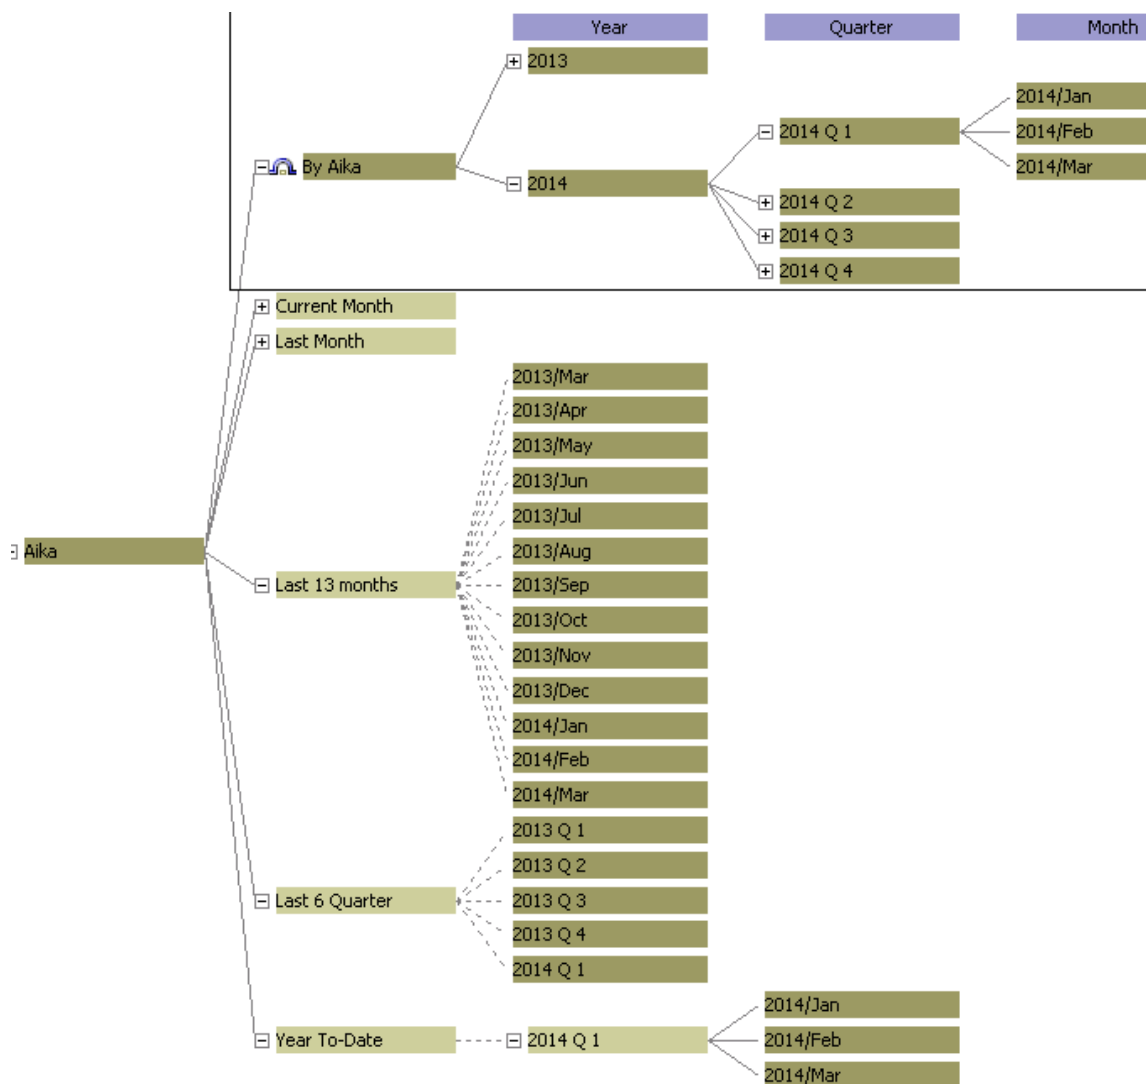 Year Quarter Month
2013
2014/Jan
2014 Q 1 2014/Feb
By Aika 2014/Mar
2014
2014 Q 2
2014 Q 3
2014 Q 4
Current Month
Last Month
2013/Mar
2013/Apr
2013/May
2013/Jun
2013/Jul
Aika 2013/Aug
Last 13 months 2013/Sep
2013/Oct
2013/Nov
2013/Dec
2014/Jan
2014/Feb
2014/Mar
2013 Q 1
2013 Q 2
Last 6 Quarter 2013 Q 3
2013 Q 4
2014 Q 1
2014/Jan
Year To-Date 2014 Q 1 2014/Feb
2014/Mar